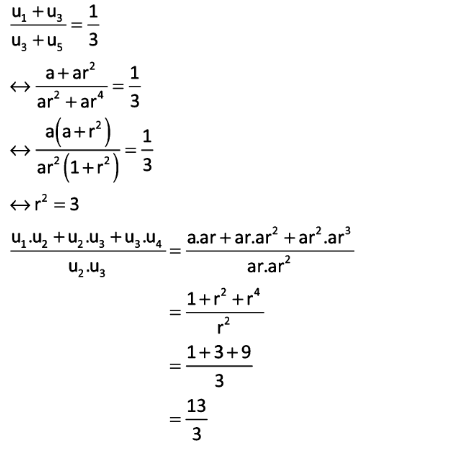 (u₁ + u₃)/(u₃ + u₅) = 1/3
↔ (a + ar²)/(ar² + ar⁴) = 1/3
↔ a(a + r²)/ar²(1 + r²) = 1/3
↔ r² = 3
(u₁.u₂ + u₂.u₃ + u₃.u₄)/(u₂.u₃) = (a.ar + ar.ar² + ar².ar³)/(ar.ar²)
= (1 + r² + r⁴)/r²
= (1 + 3 + 9)/3
= 13/3